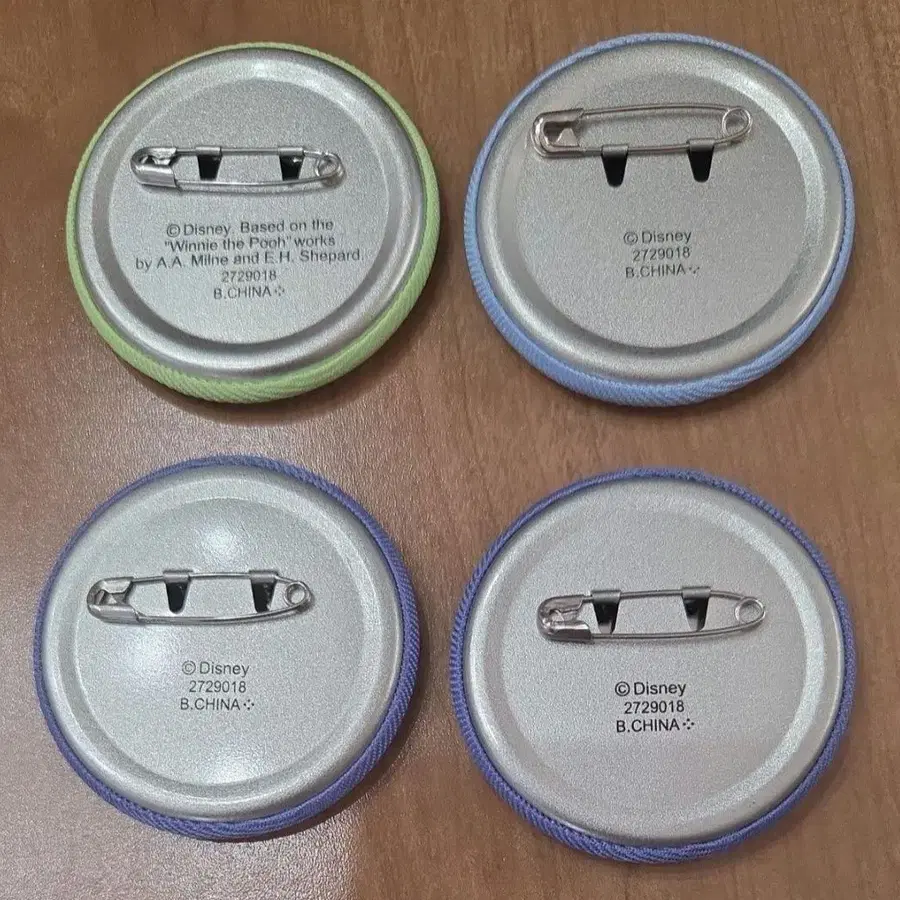 ©Disney. Based on the
"Winnie the Pooh" works
by A.A. Milne and E.H. Shepard.
2729018
B.CHINA
©Disney
2729018
B.CHINA
©Disney
2729018
B.CHINA
©Disney
2729018
B.CHINA